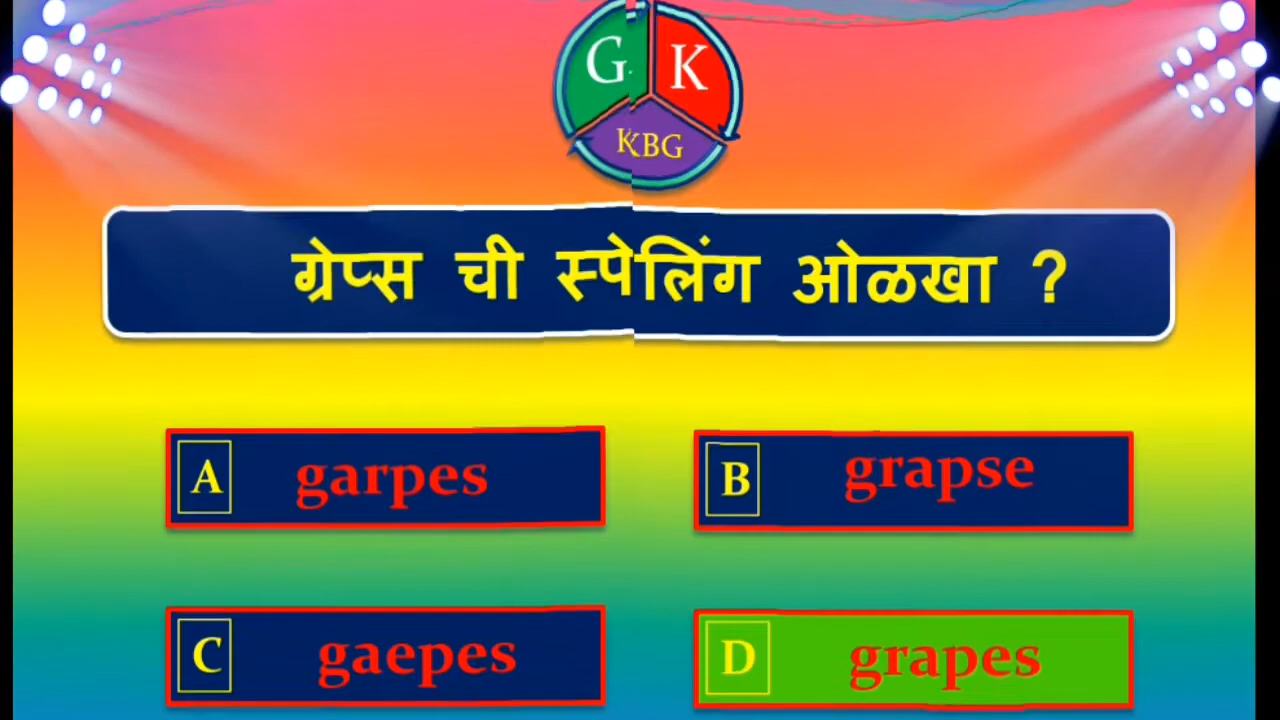 G K
KBG
ग्रेप्स ची स्पेलिंग ओळखा ?
A garpes
B grapse
C gaepes
D grapes